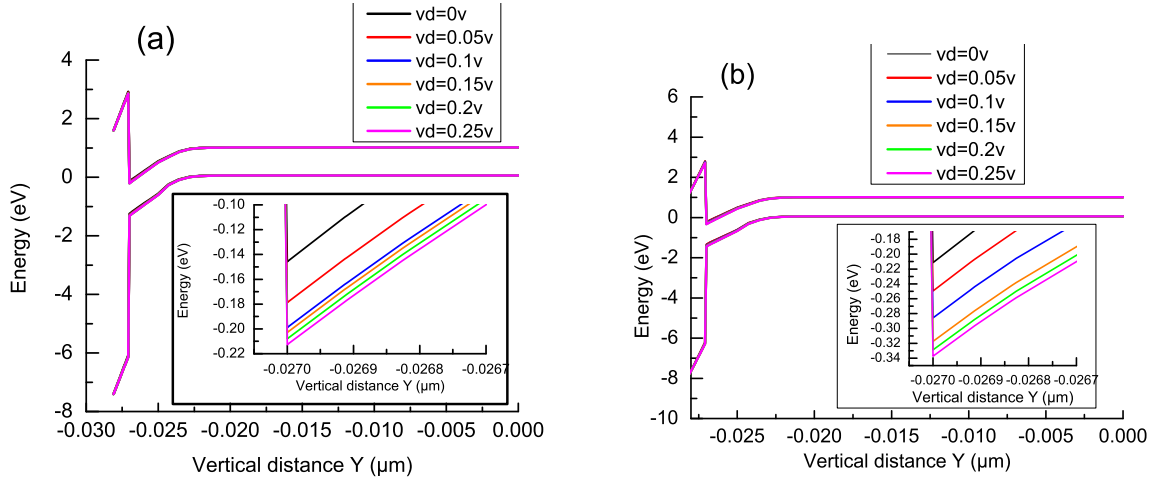 (a)
vd=0v
vd=0.05v
vd=0.1v
vd=0.15v
vd=0.2v
vd=0.25v
4
2
0
-2
-4
-6
-8
Energy (eV)
-0.030 -0.025 -0.020 -0.015 -0.010 -0.005 0.000
Vertical distance Y (μm)
-0.10
-0.12
-0.14
-0.16
-0.18
-0.20
-0.22
Energy (eV)
-0.0270 -0.0269 -0.0268 -0.0267
Vertical distance Y (μm)
(b)
vd=0v
vd=0.05v
vd=0.1v
vd=0.15v
vd=0.2v
vd=0.25v
6
4
2
0
-2
-4
-6
-8
-10
Energy (eV)
-0.025 -0.020 -0.015 -0.010 -0.005 0.000
Vertical distance Y (μm)
-0.18
-0.20
-0.22
-0.24
-0.26
-0.28
-0.30
-0.32
-0.34
Energy (eV)
-0.0270 -0.0269 -0.0268 -0.0267
Vertical distance Y (μm)